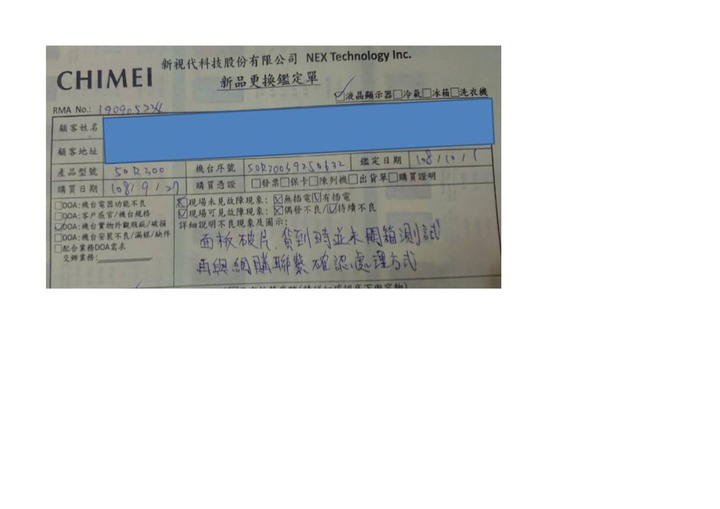 新視代科技股份有限公司 NEX Technology Inc.
CHIMEI
新品更換鑑定單
液晶顯示器 冷氣 冰箱 洗衣機
RMA No.:
顧客姓名
顧客地址
產品型號 50R300 機台序號 鑑定日期 108/10/1
購買日期 108/9/27 購買憑證 發票 保卡 陳列機 出貨單 購買證明
DOA:機台電器功能不良 現場未見故障現象: 無插電 有插電
DOA:客戶感官/機台規格 現場可見故障現象: 偶發不良/ 持續不良
DOA:機台實物外觀瑕疵/破損 詳細說明不良現象及圖示:
DOA:機台安裝不良/漏媒/缺件 面板破片,貨到時並未開箱測試
配合業務DOA需求 再與網購聯繫確認處理方式
交辦業務: